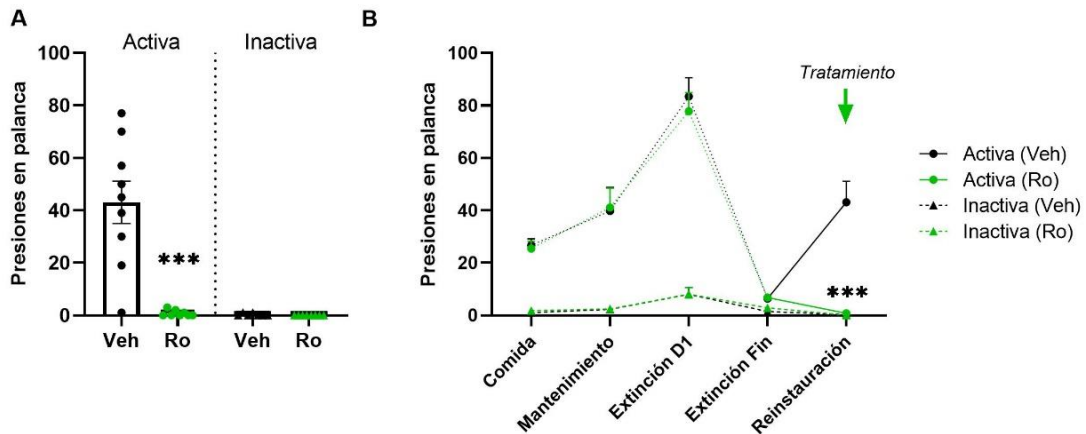 A
Activa
Inactiva
Presiones en palanca
100
80
60
40
20
0
***
Veh
Ro
Veh
Ro
B
Presiones en palanca
100
80
60
40
20
0
Tratamiento
***
Comida
Mantenimiento
Extinción D1
Extinción Fin
Reinstauración
Activa (Veh)
Activa (Ro)
Inactiva (Veh)
Inactiva (Ro)